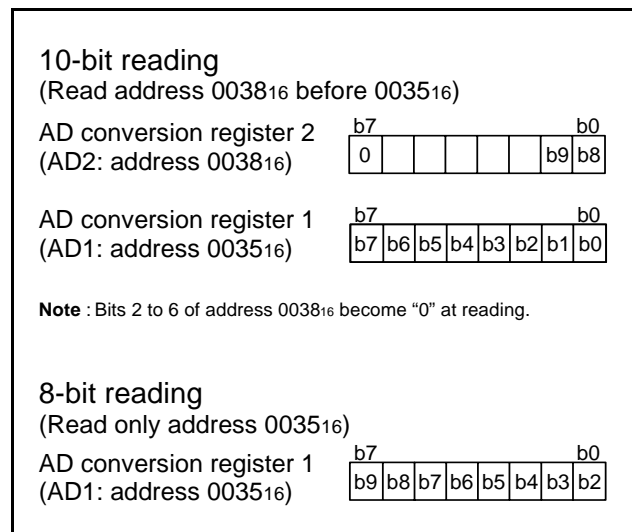 10-bit reading
(Read address 003816 before 003516)
AD conversion register 2
b7 b0
(AD2: address 003816)
0 b9 b8
AD conversion register 1
b7 b0
(AD1: address 003516)
b7 b6 b5 b4 b3 b2 b1 b0
Note : Bits 2 to 6 of address 003816 become “0” at reading.
8-bit reading
(Read only address 003516)
AD conversion register 1
b7 b0
(AD1: address 003516)
b9 b8 b7 b6 b5 b4 b3 b2